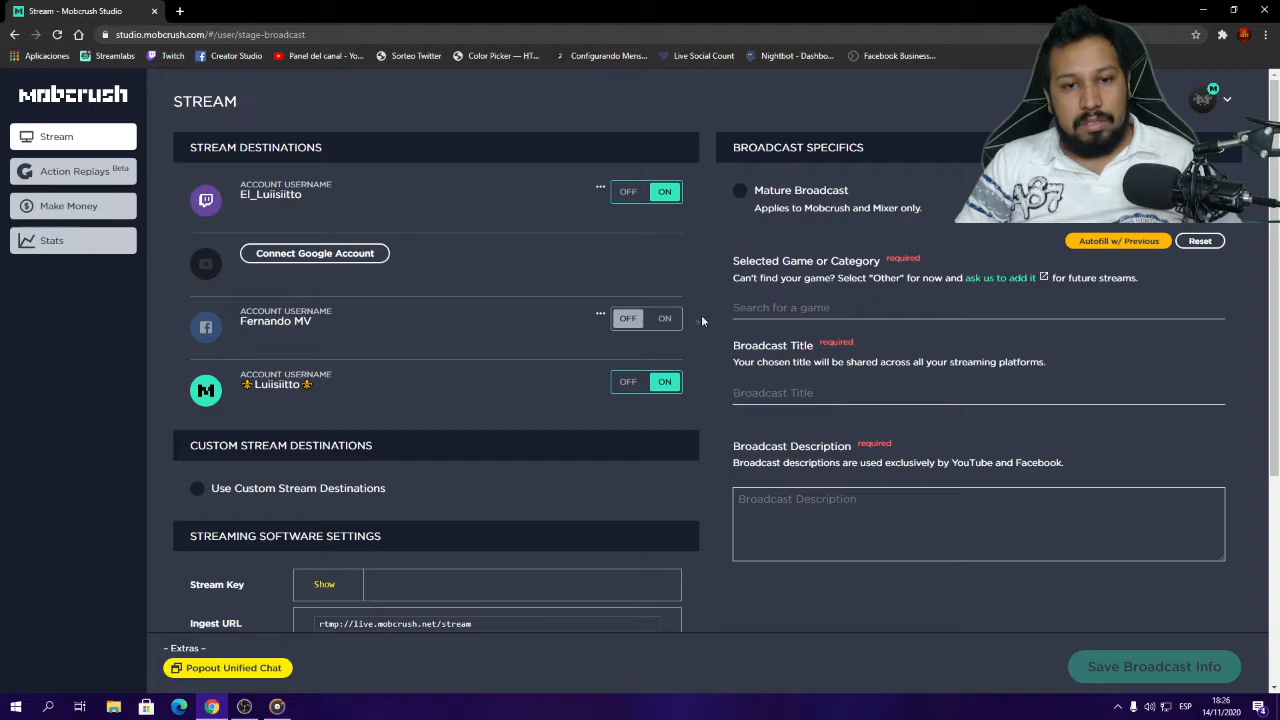 Stream - Mobcrush Studio
studio.mobcrush.com/#/user/stage-broadcast
Aplicaciones
Streamlabs
Twitch
Creator Studio
Panel del canal - Yo...
Sorteo Twitter
Color Picker — HT...
Configurando Mens...
Live Social Count
Nightbot - Dashbo...
Facebook Business...
mobcrush
Stream
Action Replays Beta
Make Money
Stats
STREAM
STREAM DESTINATIONS
ACCOUNT USERNAME
El_Luiisiitto
OFF ON
Connect Google Account
ACCOUNT USERNAME
Fernando MV
OFF ON
ACCOUNT USERNAME
⚜Luiisiitto⚜
OFF ON
CUSTOM STREAM DESTINATIONS
Use Custom Stream Destinations
STREAMING SOFTWARE SETTINGS
Stream Key
Show
Ingest URL
rtmp://live.mobcrush.net/stream
BROADCAST SPECIFICS
Mature Broadcast
Applies to Mobcrush and Mixer only.
Autofill w/ Previous
Reset
Selected Game or Category required
Can't find your game? Select "Other" for now and ask us to add it for future streams.
Search for a game
Broadcast Title required
Your chosen title will be shared across all your streaming platforms.
Broadcast Title
Broadcast Description required
Broadcast descriptions are used exclusively by YouTube and Facebook.
Broadcast Description
~ Extras ~
Popout Unified Chat
Save Broadcast Info
ESP
18:26
14/11/2020
4